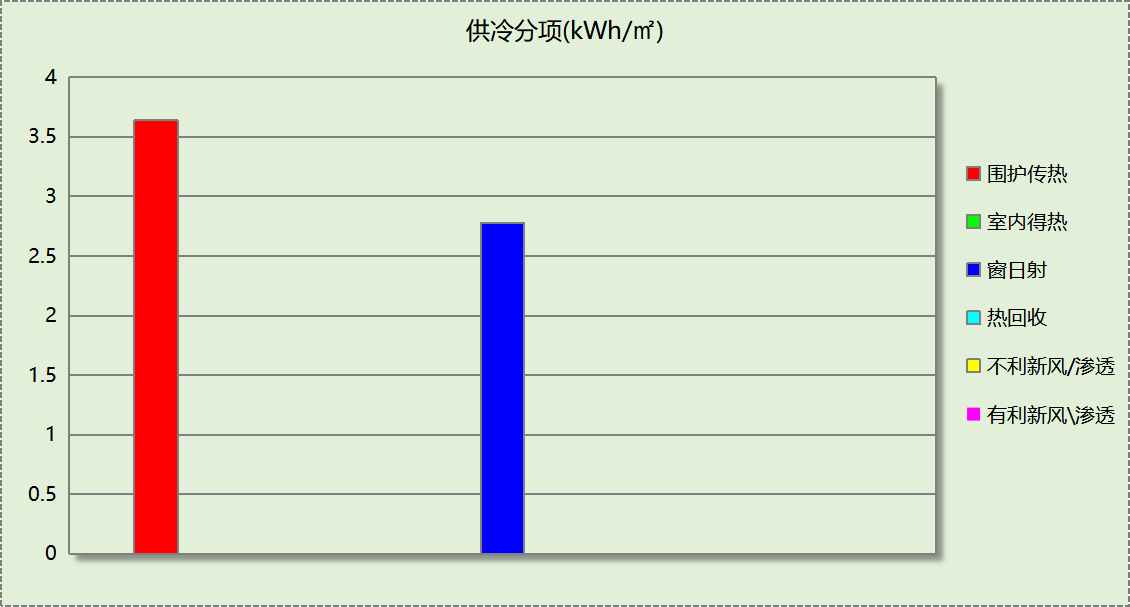 供冷分项(kWh/㎡)
4
3.5
3
2.5
2
1.5
1
0.5
0
围护传热
室内得热
窗日射
热回收
不利新风/渗透
有利新风\渗透